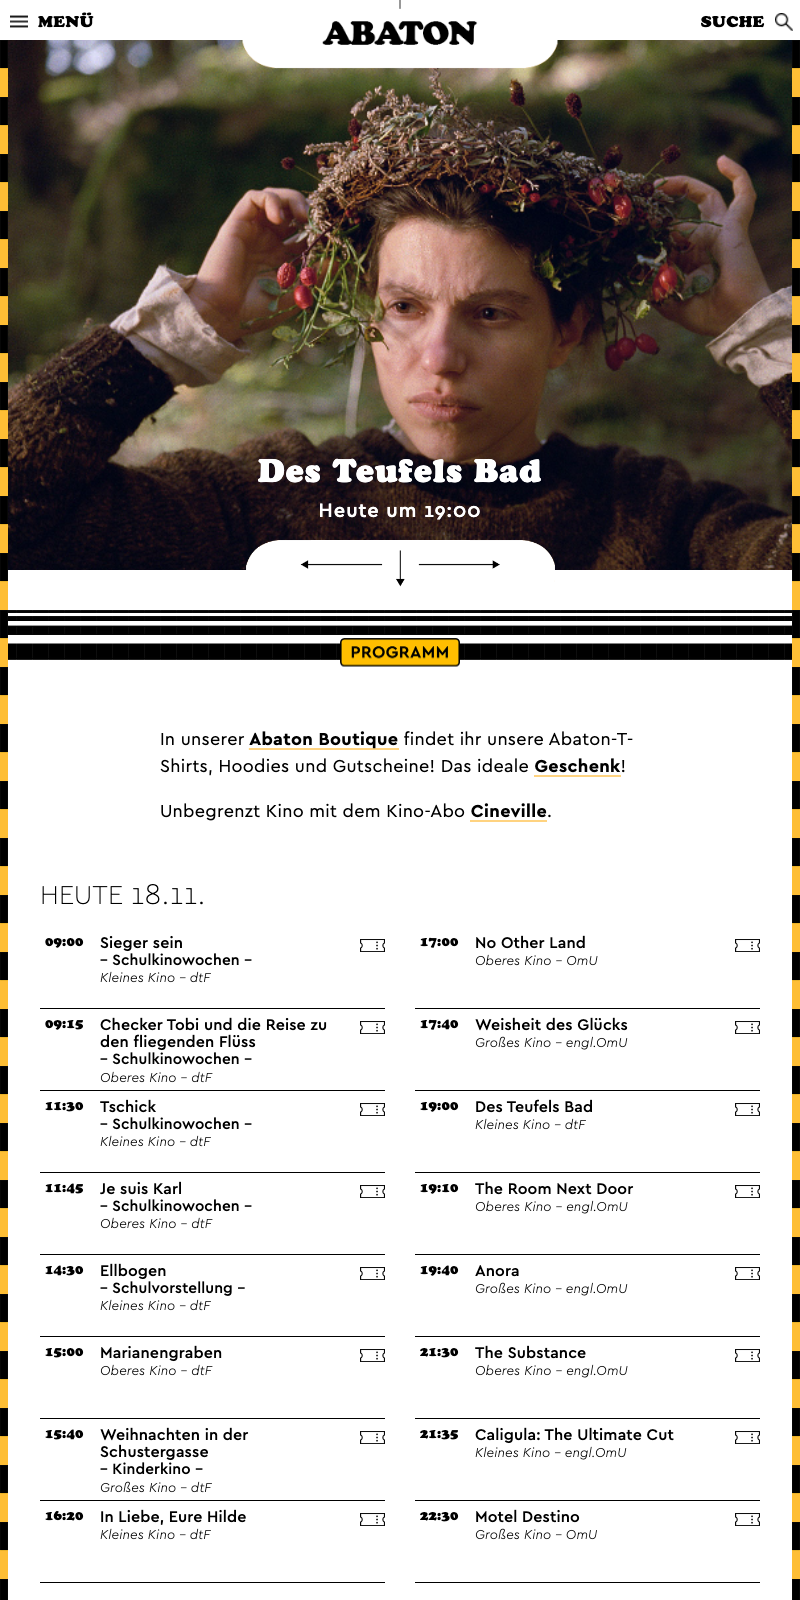 MENÜ
ABATON
SUCHE
Des Teufels Bad
Heute um 19:00
PROGRAMM
In unserer Abaton Boutique findet ihr unsere Abaton-T-
Shirts, Hoodies und Gutscheine! Das ideale Geschenk!
Unbegrenzt Kino mit dem Kino-Abo Cineville.
HEUTE 18.11.
09:00 Sieger sein
– Schulkinowochen –
Kleines Kino – dtF
09:15 Checker Tobi und die Reise zu
den fliegenden Flüss
– Schulkinowochen –
Oberes Kino – dtF
11:30 Tschick
– Schulkinowochen –
Kleines Kino – dtF
11:45 Je suis Karl
– Schulkinowochen –
Oberes Kino – dtF
14:30 Ellbogen
– Schulvorstellung –
Kleines Kino – dtF
15:00 Marianengraben
Oberes Kino – dtF
15:40 Weihnachten in der
Schustergasse
– Kinderkino –
Großes Kino – dtF
16:20 In Liebe, Eure Hilde
Kleines Kino – dtF
17:00 No Other Land
Oberes Kino – OmU
17:40 Weisheit des Glücks
Großes Kino – engl.OmU
19:00 Des Teufels Bad
Kleines Kino – dtF
19:10 The Room Next Door
Oberes Kino – engl.OmU
19:40 Anora
Großes Kino – engl.OmU
21:30 The Substance
Oberes Kino – engl.OmU
21:35 Caligula: The Ultimate Cut
Kleines Kino – engl.OmU
22:30 Motel Destino
Großes Kino – OmU